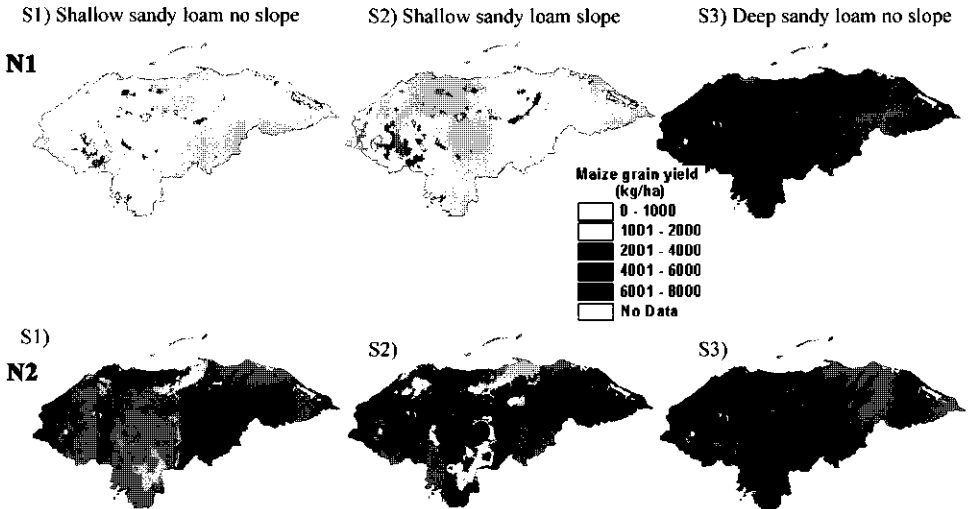 S1) Shallow sandy loam no slope
S2) Shallow sandy loam slope
S3) Deep sandy loam no slope
N1
Maize grain yield
(kg/ha)
0 - 1000
1001 - 2000
2001 - 4000
4001 - 6000
6001 - 8000
No Data
S1)
S2)
S3)
N2